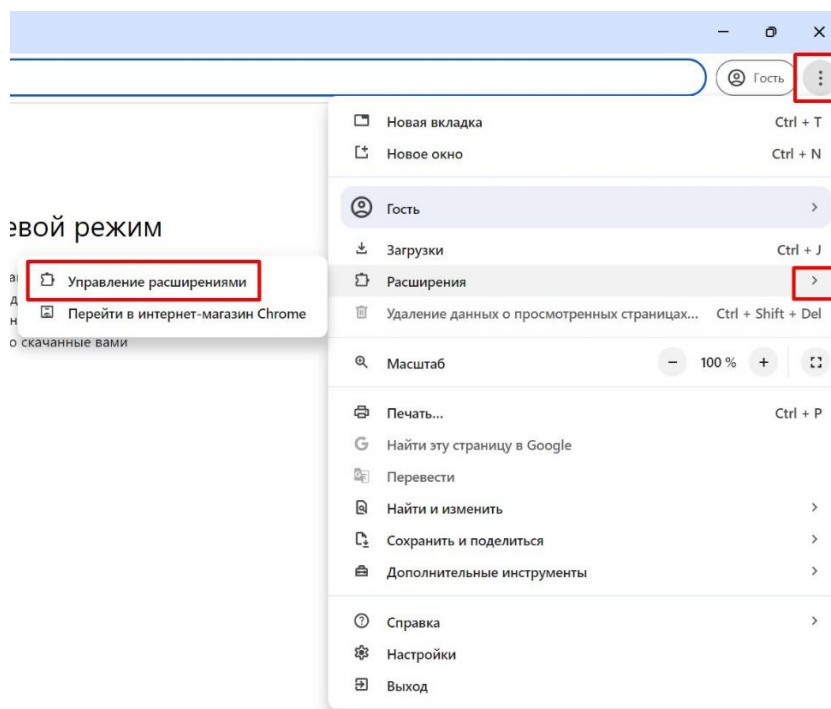 Гость
Новая вкладка Ctrl + T
Новое окно Ctrl + N
Гость
евой режим
Загрузки Ctrl + J
Управление расширениями
Расширения
Перейти в интернет-магазин Chrome
Удаление данных о просмотренных страницах... Ctrl + Shift + Del
о скачанные вами
Масштаб − 100 % +
Печать... Ctrl + P
Найти эту страницу в Google
Перевести
Найти и изменить
Сохранить и поделиться
Дополнительные инструменты
Справка
Настройки
Выход